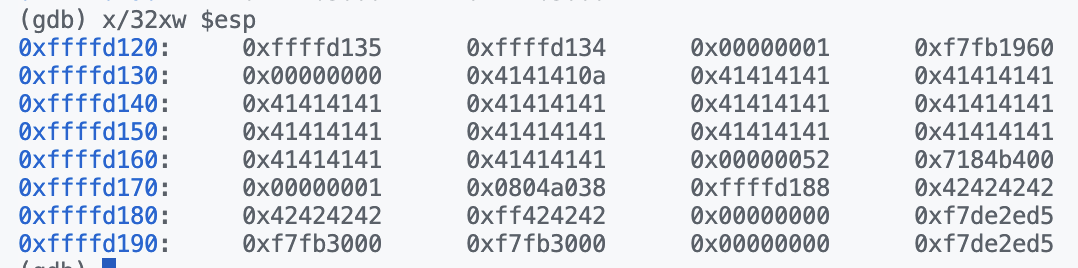 (gdb) x/32xw $esp
0xffffd120: 0xffffd135 0xffffd134 0x00000001 0xf7fb1960
0xffffd130: 0x00000000 0x4141410a 0x41414141 0x41414141
0xffffd140: 0x41414141 0x41414141 0x41414141 0x41414141
0xffffd150: 0x41414141 0x41414141 0x41414141 0x41414141
0xffffd160: 0x41414141 0x41414141 0x00000052 0x7184b400
0xffffd170: 0x00000001 0x0804a038 0xffffd188 0x42424242
0xffffd180: 0x42424242 0xff424242 0x00000000 0xf7de2ed5
0xffffd190: 0xf7fb3000 0xf7fb3000 0x00000000 0xf7de2ed5
(gdb)